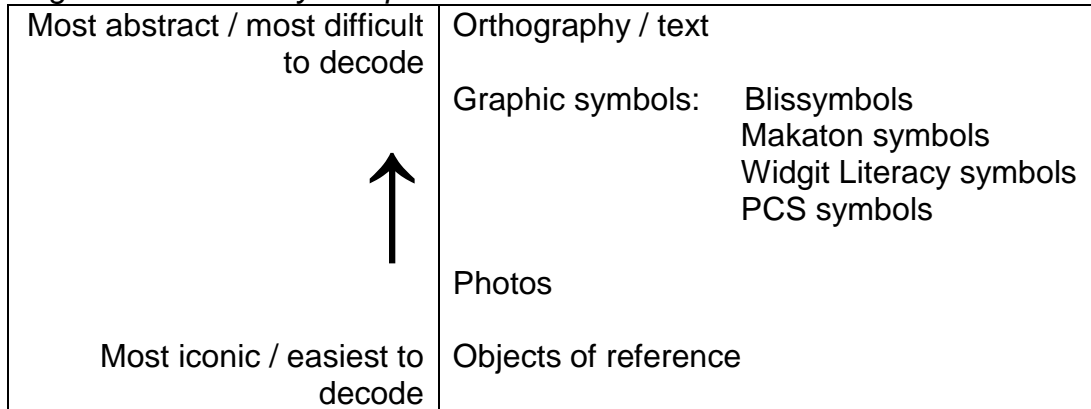 Most abstract / most difficult to decode
Orthography / text
Graphic symbols: Blissymbols
Makaton symbols
Widgit Literacy symbols
PCS symbols
Photos
Most iconic / easiest to decode
Objects of reference